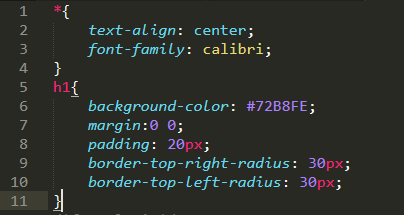 1 *{
2 text-align: center;
3 font-family: calibri;
4 }
5 h1{
6 background-color: #72B8FE;
7 margin:0 0;
8 padding: 20px;
9 border-top-right-radius: 30px;
10 border-top-left-radius: 30px;
11 }